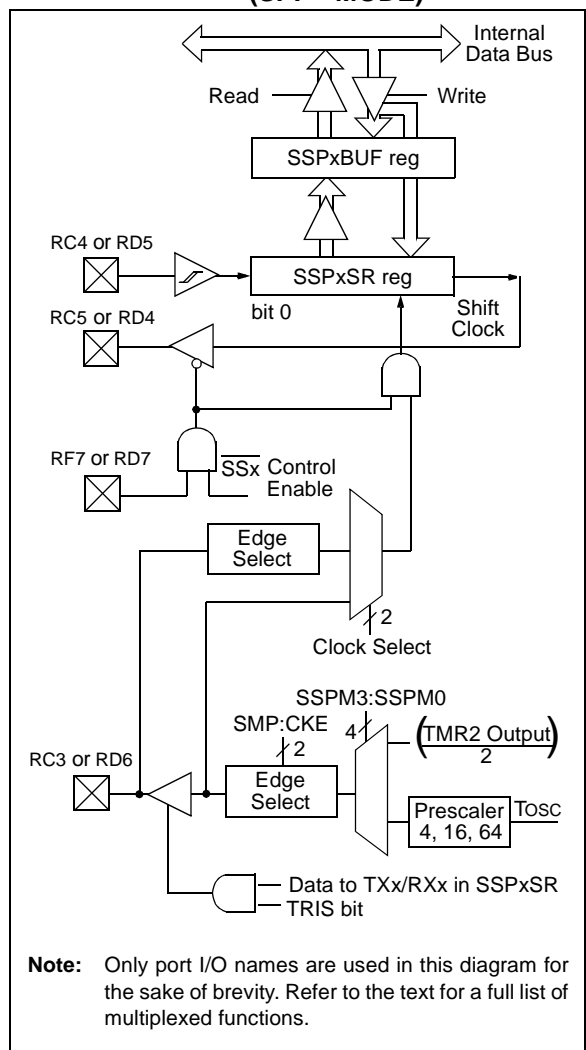 Internal
Data Bus
Read
Write
SSPxBUF reg
RC4 or RD5
SSPxSR reg
bit 0
Shift
Clock
RC5 or RD4
RF7 or RD7
SSx Control
Enable
Edge
Select
2
Clock Select
SSPM3:SSPM0
SMP:CKE
4
(TMR2 Output)
2
2
RC3 or RD6
Edge
Select
Prescaler
4, 16, 64
TOSC
Data to TXx/RXx in SSPxSR
TRIS bit
Note: Only port I/O names are used in this diagram for
the sake of brevity. Refer to the text for a full list of
multiplexed functions.